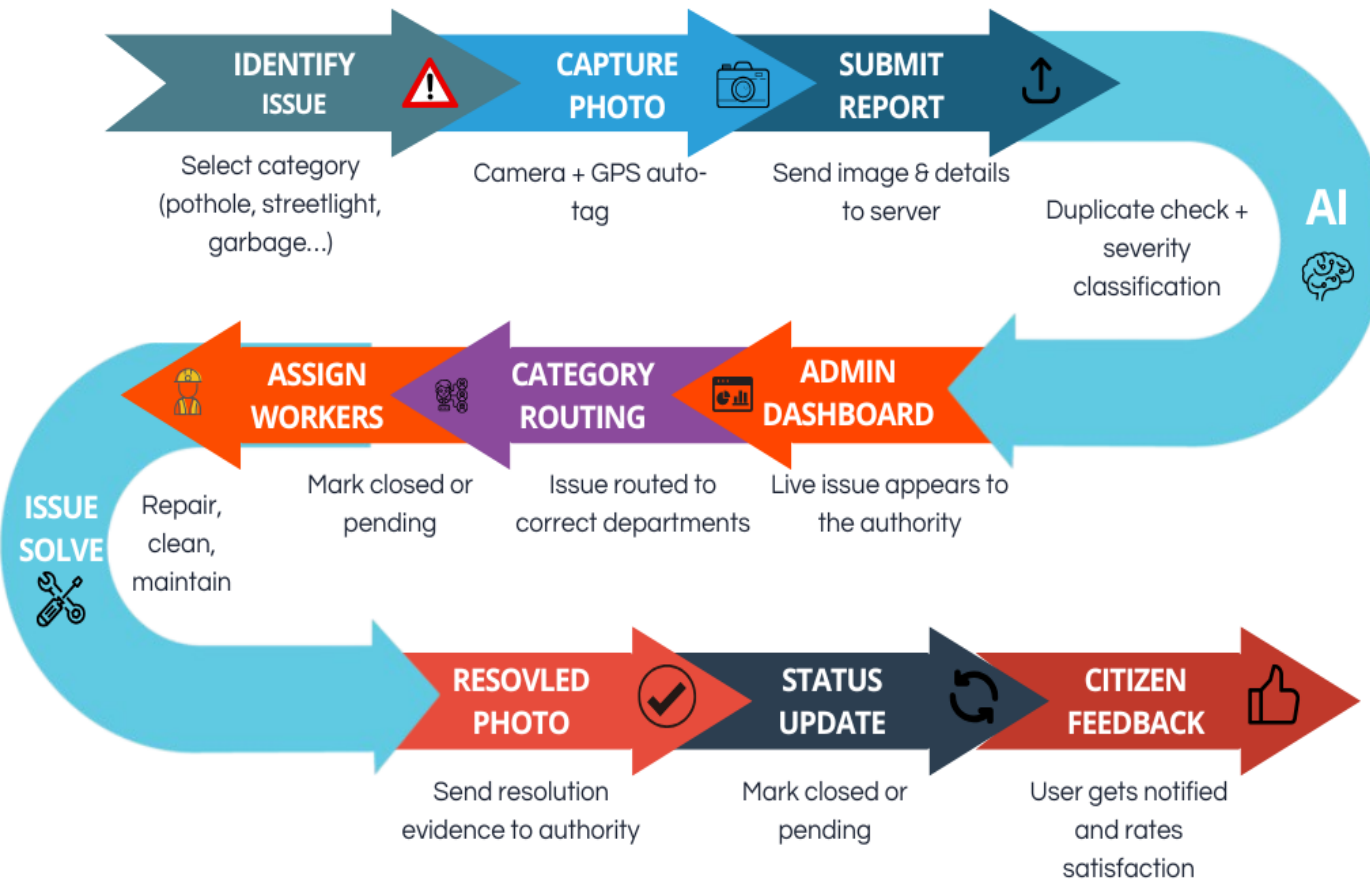 IDENTIFY
ISSUE
Select category
(pothole, streetlight,
garbage...)
CAPTURE
PHOTO
Camera + GPS auto-
tag
SUBMIT
REPORT
Send image & details
to server
AI
Duplicate check +
severity
classification
ADMIN
DASHBOARD
Live issue appears to
the authority
CATEGORY
ROUTING
Issue routed to
correct departments
ASSIGN
WORKERS
Mark closed or
pending
ISSUE
SOLVE
Repair,
clean,
maintain
RESOVLED
PHOTO
Send resolution
evidence to authority
STATUS
UPDATE
Mark closed or
pending
CITIZEN
FEEDBACK
User gets notified
and rates
satisfaction